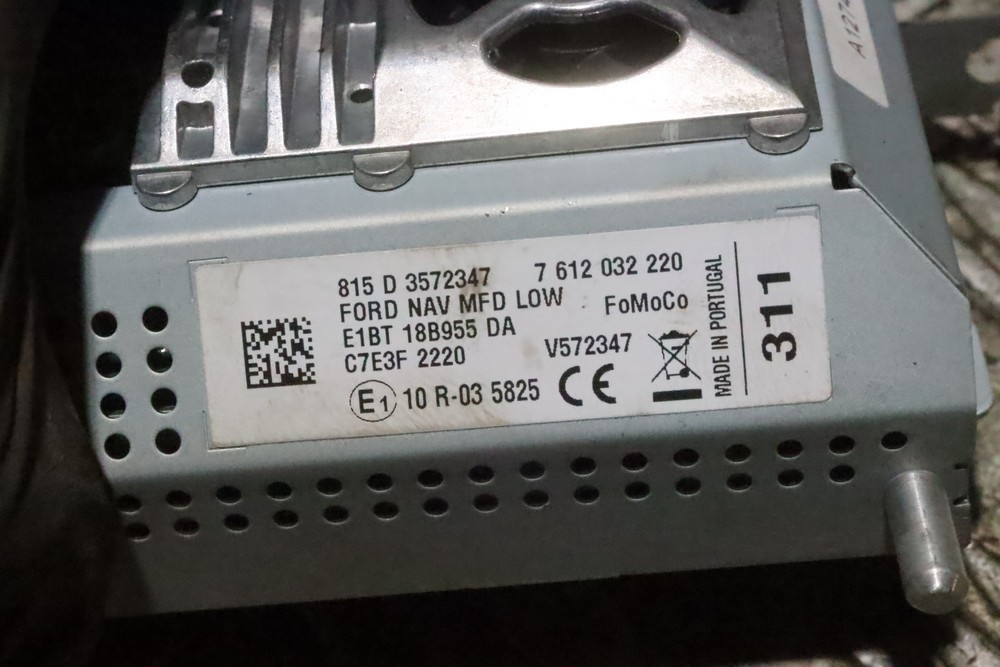 815 D 3572347 7 612 032 220
FORD NAV MFD LOW FoMoCo
E1BT 18B955 DA
C7E3F 2220 V572347
E1 10 R-03 5825 CE
MADE IN PORTUGAL
311